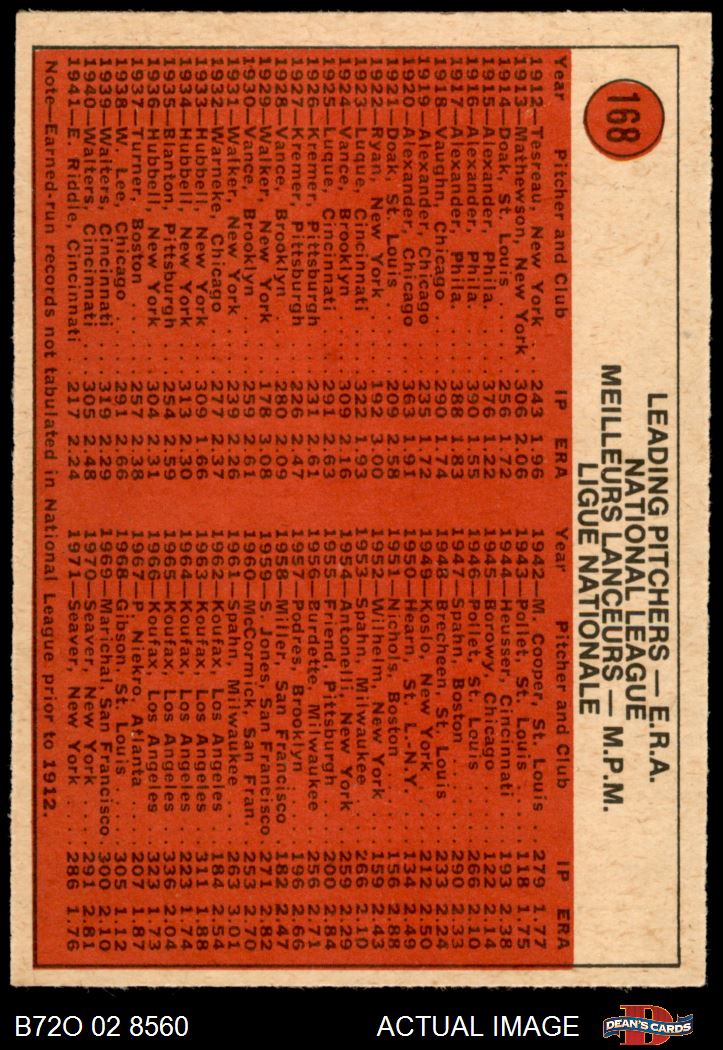 168
LEADING PITCHERS — E.R.A.
NATIONAL LEAGUE
MEILLEURS LANCEURS — M.P.M.
LIGUE NATIONALE
Year Pitcher and Club IP ERA
1912—Tesreau, New York . . 243 1.96
1913—Mathewson, New York . 306 2.06
1914—Doak, St. Louis . . . . . 256 1.72
1915—Alexander, Phila. . . . . 376 1.22
1916—Alexander, Phila. . . . . 390 1.55
1917—Alexander, Phila. . . . . 388 1.83
1918—Vaughn, Chicago . . . . 290 1.74
1919—Alexander, Chicago . . . 235 1.72
1920—Alexander, Chicago . . . 363 1.91
1921—Doak, St. Louis . . . . . 209 2.58
1922—Ryan, New York . . . . . 192 3.00
1923—Luque, Cincinnati . . . . 322 1.93
1924—Vance, Brooklyn . . . . . 309 2.16
1925—Luque, Cincinnati . . . . 291 2.63
1926—Kremer, Pittsburgh . . . 231 2.61
1927—Kremer, Pittsburgh . . . 226 2.47
1928—Vance, Brooklyn . . . . . 280 2.09
1929—Walker, New York . . . . 178 3.08
1930—Vance, Brooklyn . . . . . 259 2.61
1931—Walker, New York . . . . 239 2.26
1932—Warneke, Chicago . . . . 277 2.37
1933—Hubbell, New York . . . . 309 1.66
1934—Hubbell, New York . . . . 313 2.30
1935—Blanton, Pittsburgh . . . 254 2.59
1936—Hubbell, New York . . . . 304 2.31
1937—Turner, Boston . . . . . . 257 2.38
1938—W. Lee, Chicago . . . . . 291 2.66
1939—Walters, Cincinnati . . . 319 2.29
1940—Walters, Cincinnati . . . 305 2.48
1941—E. Riddle, Cincinnati . . 217 2.24
Year Pitcher and Club IP ERA
1942—M. Cooper, St. Louis . . 279 1.77
1943—Pollet, St. Louis . . . . . 118 1.75
1944—Heusser, Cincinnati . . . 193 2.38
1945—Borowy, Chicago . . . . . 122 2.14
1946—Pollet, St. Louis . . . . . 266 2.10
1947—Spahn, Boston . . . . . . 290 2.33
1948—Brecheen, St. Louis . . . 233 2.24
1949—Koslo, New York . . . . . 212 2.50
1950—Hearn, St. L.-N.Y. . . . . 134 2.49
1951—Nichols, Boston . . . . . 156 2.88
1952—Wilhelm, New York . . . . 159 2.43
1953—Spahn, Milwaukee . . . . 266 2.10
1954—Antonelli, New York . . . 259 2.29
1955—Friend, Pittsburgh . . . . 200 2.84
1956—Burdette, Milwaukee . . . 256 2.71
1957—Podres, Brooklyn . . . . . 196 2.66
1958—Miller, San Francisco . . 182 2.47
1959—S. Jones, San Francisco . 271 2.82
1960—McCormick, San Fran. . . 253 2.70
1961—Spahn, Milwaukee . . . . 263 3.01
1962—Koufax, Los Angeles . . . 184 2.54
1963—Koufax, Los Angeles . . . 311 1.88
1964—Koufax, Los Angeles . . . 223 1.74
1965—Koufax, Los Angeles . . . 336 2.04
1966—Koufax, Los Angeles . . . 323 1.73
1967—P. Niekro, Atlanta . . . . 207 1.87
1968—Gibson, St. Louis . . . . 305 1.12
1969—Marichal, San Francisco . 300 2.10
1970—Seaver, New York . . . . 291 2.81
1971—Seaver, New York . . . . 286 1.76
Note—Earned-run records not tabulated in National League prior to 1912.
B72O 02 8560
ACTUAL IMAGE
D
DEAN'S CARDS